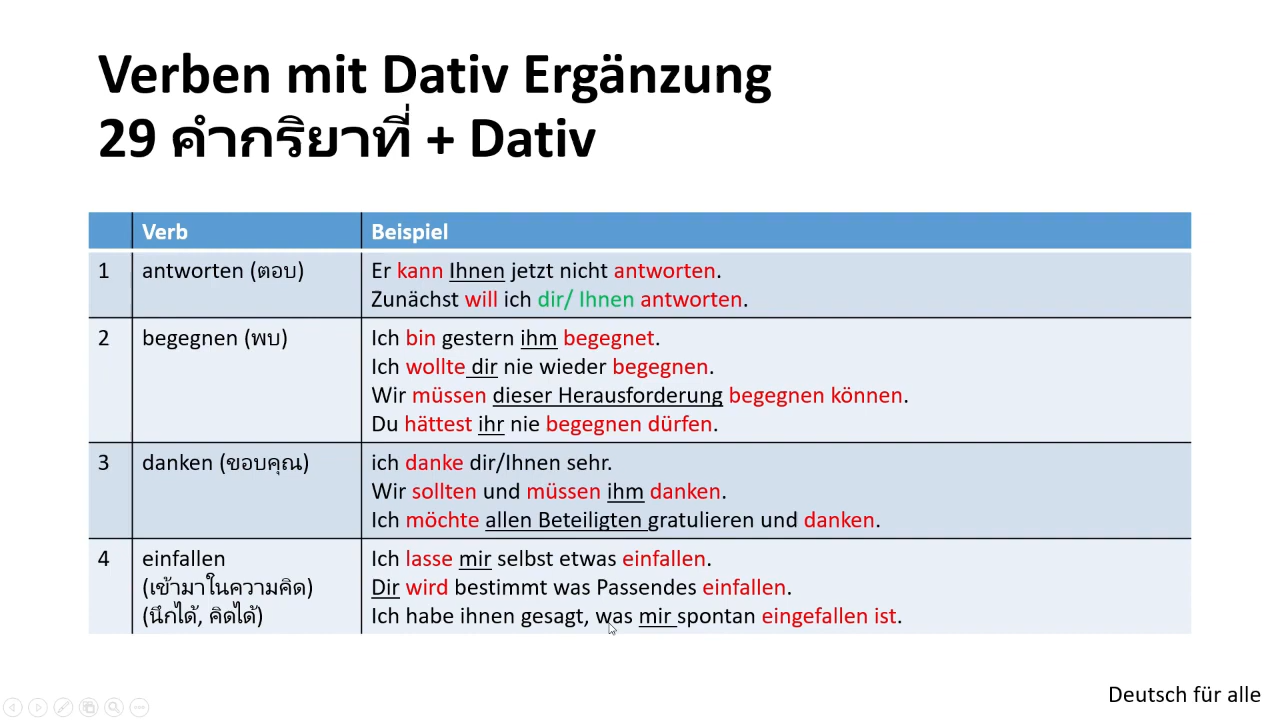 Verben mit Dativ Ergänzung
29 คำกริยาที่ + Dativ
Verb
Beispiel
1
antworten (ตอบ)
Er kann Ihnen jetzt nicht antworten.
Zunächst will ich dir/ Ihnen antworten.
2
begegnen (พบ)
Ich bin gestern ihm begegnet.
Ich wollte dir nie wieder begegnen.
Wir müssen dieser Herausforderung begegnen können.
Du hättest ihr nie begegnen dürfen.
3
danken (ขอบคุณ)
ich danke dir/Ihnen sehr.
Wir sollten und müssen ihm danken.
Ich möchte allen Beteiligten gratulieren und danken.
4
einfallen
(เข้ามาในความคิด)
(นึกได้, คิดได้)
Ich lasse mir selbst etwas einfallen.
Dir wird bestimmt was Passendes einfallen.
Ich habe ihnen gesagt, was mir spontan eingefallen ist.
Deutsch für alle